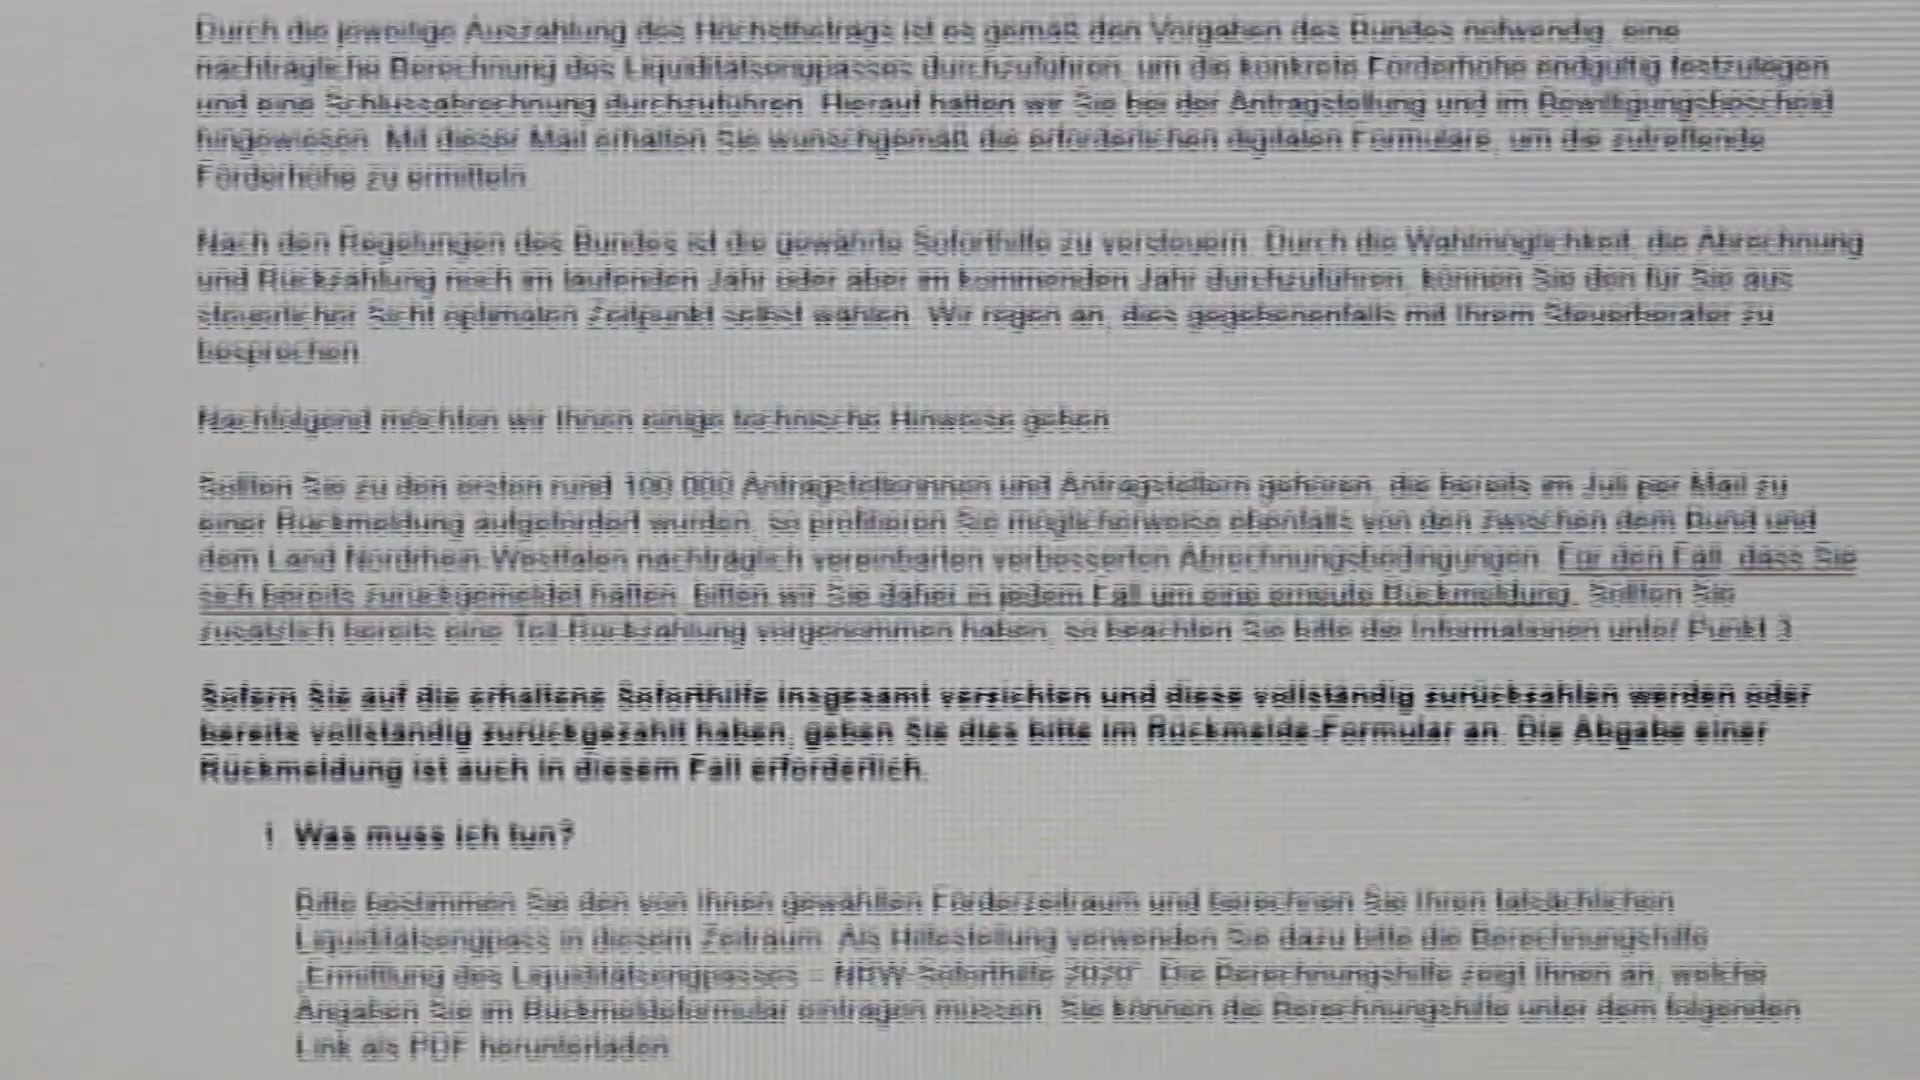 Durch die jeweilige Auszahlung des Höchstbetrags ist es gemäß den Vorgaben des Bundes notwendig, eine
nachträgliche Berechnung des Liquiditätsengpasses durchzuführen, um die konkrete Förderhöhe endgültig festzulegen
und eine Schlussabrechnung durchzuführen. Hierauf hatten wir Sie bei der Antragstellung und im Bewilligungsbescheid
hingewiesen. Mit dieser Mail erhalten Sie wunschgemäß die erforderlichen digitalen Formulare, um die zutreffende
Förderhöhe zu ermitteln.
Nach den Regelungen des Bundes ist die gewährte Soforthilfe zu versteuern. Durch die Wahlmöglichkeit, die Abrechnung
und Rückzahlung noch im laufenden Jahr oder aber im kommenden Jahr durchzuführen, können Sie den für Sie aus
steuerlicher Sicht optimalen Zeitpunkt selbst wählen. Wir regen an, dies gegebenenfalls mit Ihrem Steuerberater zu
besprechen.
Nachfolgend möchten wir Ihnen einige technische Hinweise geben.
Sollten Sie zu den ersten rund 100.000 Antragstellerinnen und Antragstellern gehören, die bereits im Juli per Mail zu
einer Rückmeldung aufgefordert wurden, so profitieren Sie möglicherweise ebenfalls von den zwischen dem Bund und
dem Land Nordrhein-Westfalen nachträglich vereinbarten verbesserten Abrechnungsbedingungen. Für den Fall, dass Sie
sich bereits zurückgemeldet hatten, bitten wir Sie daher in jedem Fall um eine erneute Rückmeldung. Sollten Sie
zusätzlich bereits eine Teil-Rückzahlung vorgenommen haben, so beachten Sie bitte die Informationen unter Punkt 3.
Sofern Sie auf die erhaltene Soforthilfe insgesamt verzichten und diese vollständig zurückzahlen werden oder
bereits vollständig zurückgezahlt haben, geben Sie dies bitte im Rückmelde-Formular an. Die Abgabe einer
Rückmeldung ist auch in diesem Fall erforderlich.
Was muss ich tun?
Bitte bestimmen Sie den von Ihnen gewählten Förderzeitraum und berechnen Sie Ihren tatsächlichen
Liquiditätsengpass in diesem Zeitraum. Als Hilfestellung verwenden Sie dazu bitte die Berechnungshilfe
„Ermittlung des Liquiditätsengpasses – NRW-Soforthilfe 2020". Die Berechnungshilfe zeigt Ihnen an, welche
Angaben Sie im Rückmeldeformular eintragen müssen. Sie können die Berechnungshilfe unter dem folgenden
Link als PDF herunterladen